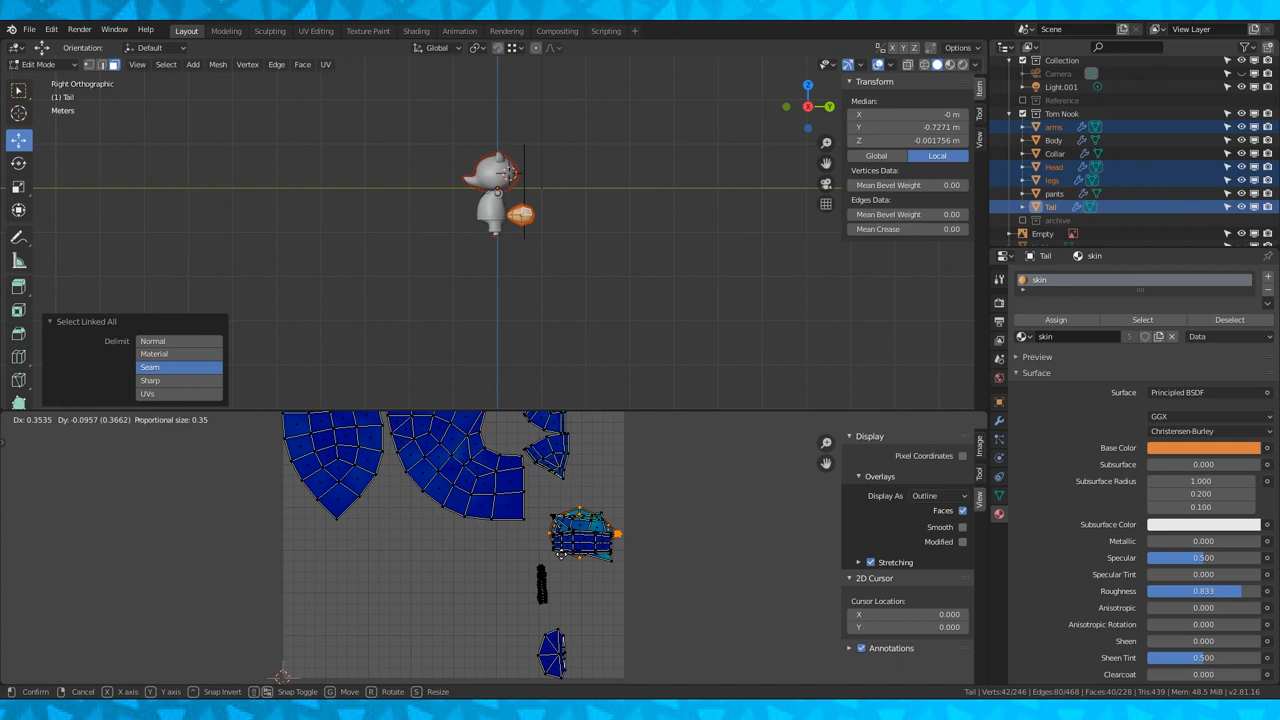 File Edit Render Window Help Layout Modeling Sculpting UV Editing Texture Paint Shading Animation Rendering Compositing Scripting + Scene View Layer
Orientation: Default Global X Y Z Options
Edit Mode View Select Add Mesh Vertex Edge Face UV
Right Orthographic
(1) Tail
Meters
Transform
Median:
X -0 m
Y -0.7271 m
Z -0.001756 m
Global Local
Vertices Data:
Mean Bevel Weight 0.00
Edges Data:
Mean Bevel Weight 0.00
Mean Crease 0.00
Item
Tool
View
Collection
Camera
Light.001
Reference
Tom Nook
arms
Body
Collar
Head
legs
pants
Tail
archive
Empty
Tail skin
skin
Assign Select Deselect
skin 5 Data
Preview
Surface
Surface Principled BSDF
GGX
Christensen-Burley
Base Color
Subsurface 0.000
Subsurface Radius 1.000
0.200
0.100
Subsurface Color
Metallic 0.000
Specular 0.500
Specular Tint 0.000
Roughness 0.833
Anisotropic 0.000
Anisotropic Rotation 0.000
Sheen 0.000
Sheen Tint 0.500
Clearcoat 0.000
Select Linked All
Delimit Normal
Material
Seam
Sharp
UVs
Dx: 0.3535 Dy: -0.0957 (0.3662) Proportional size: 0.35
Display
Pixel Coordinates
Overlays
Display As Outline
Faces
Smooth
Modified
Stretching
2D Cursor
Cursor Location:
X 0.000
Y 0.000
Annotations
Image
Tool
View
Confirm Cancel X X axis Y Y axis Snap Invert Snap Toggle G Move R Rotate S Resize
Tail | Verts:42/246 | Edges:80/468 | Faces:40/228 | Tris:439 | Mem: 48.5 MiB | v2.81.16